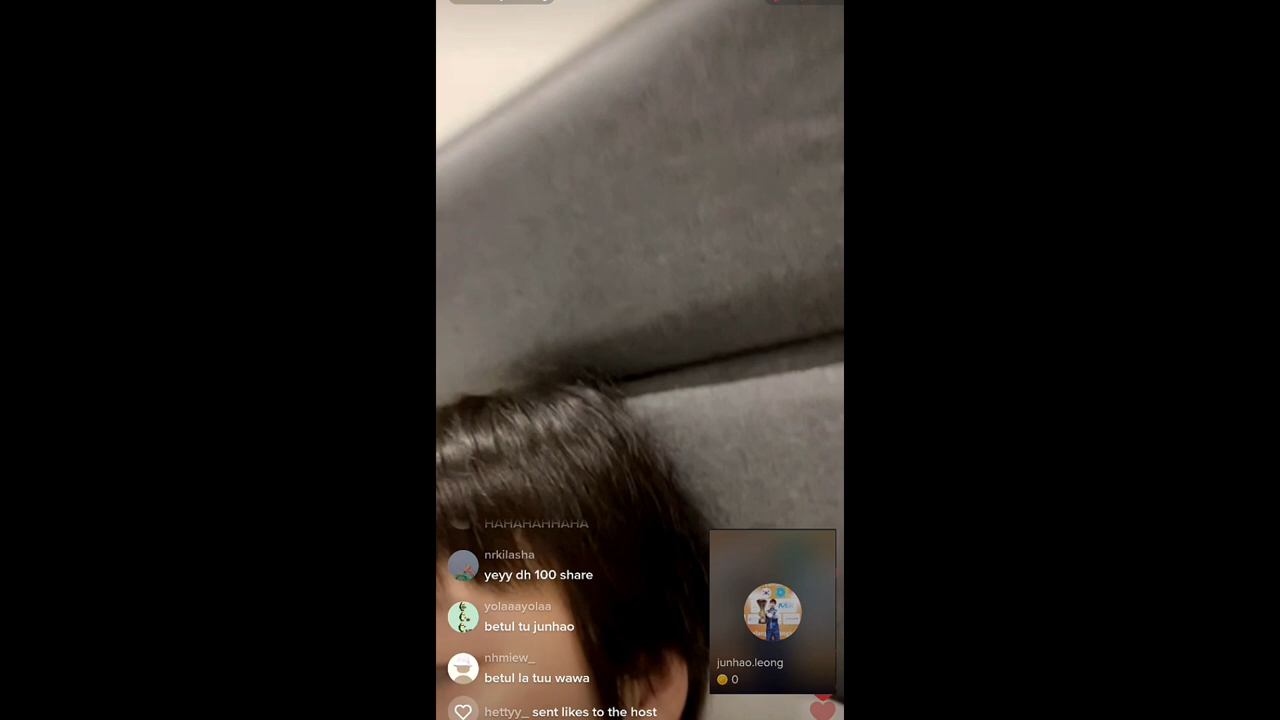 HAHAHAHHAHA
nrkilasha
yeyy dh 100 share
yolaaayolaa
betul tu junhao
nhmiew_
betul la tuu wawa
hettyy_ sent likes to the host
junhao.leong
0